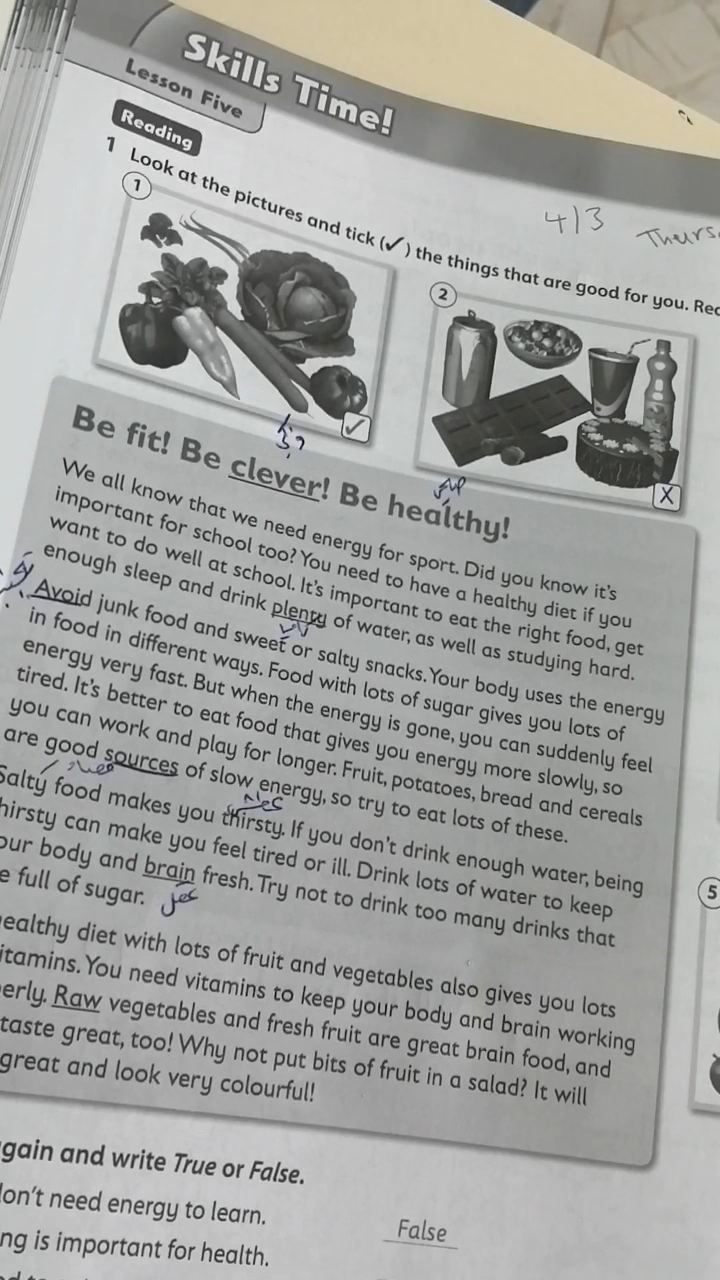 Skills Time!
Lesson Five
Reading
1 Look at the pictures and tick (✓) the things that are good for you.
4/3
1
2
✓
X
Be fit! Be clever! Be healthy!
We all know that we need energy for sport. Did you know it's
important for school too? You need to have a healthy diet if you
want to do well at school. It's important to eat the right food, get
enough sleep and drink plenty of water, as well as studying hard.
Avoid junk food and sweet or salty snacks. Your body uses the energy
in food in different ways. Food with lots of sugar gives you lots of
energy very fast. But when the energy is gone, you can suddenly feel
tired. It's better to eat food that gives you energy more slowly, so
you can work and play for longer. Fruit, potatoes, bread and cereals
are good sources of slow energy, so try to eat lots of these.
Salty food makes you thirsty. If you don't drink enough water, being
hirsty can make you feel tired or ill. Drink lots of water to keep
our body and brain fresh. Try not to drink too many drinks that
e full of sugar.
5
ealthy diet with lots of fruit and vegetables also gives you lots
itamins. You need vitamins to keep your body and brain working
erly. Raw vegetables and fresh fruit are great brain food, and
taste great, too! Why not put bits of fruit in a salad? It will
great and look very colourful!
gain and write True or False.
on't need energy to learn.
False
ng is important for health.